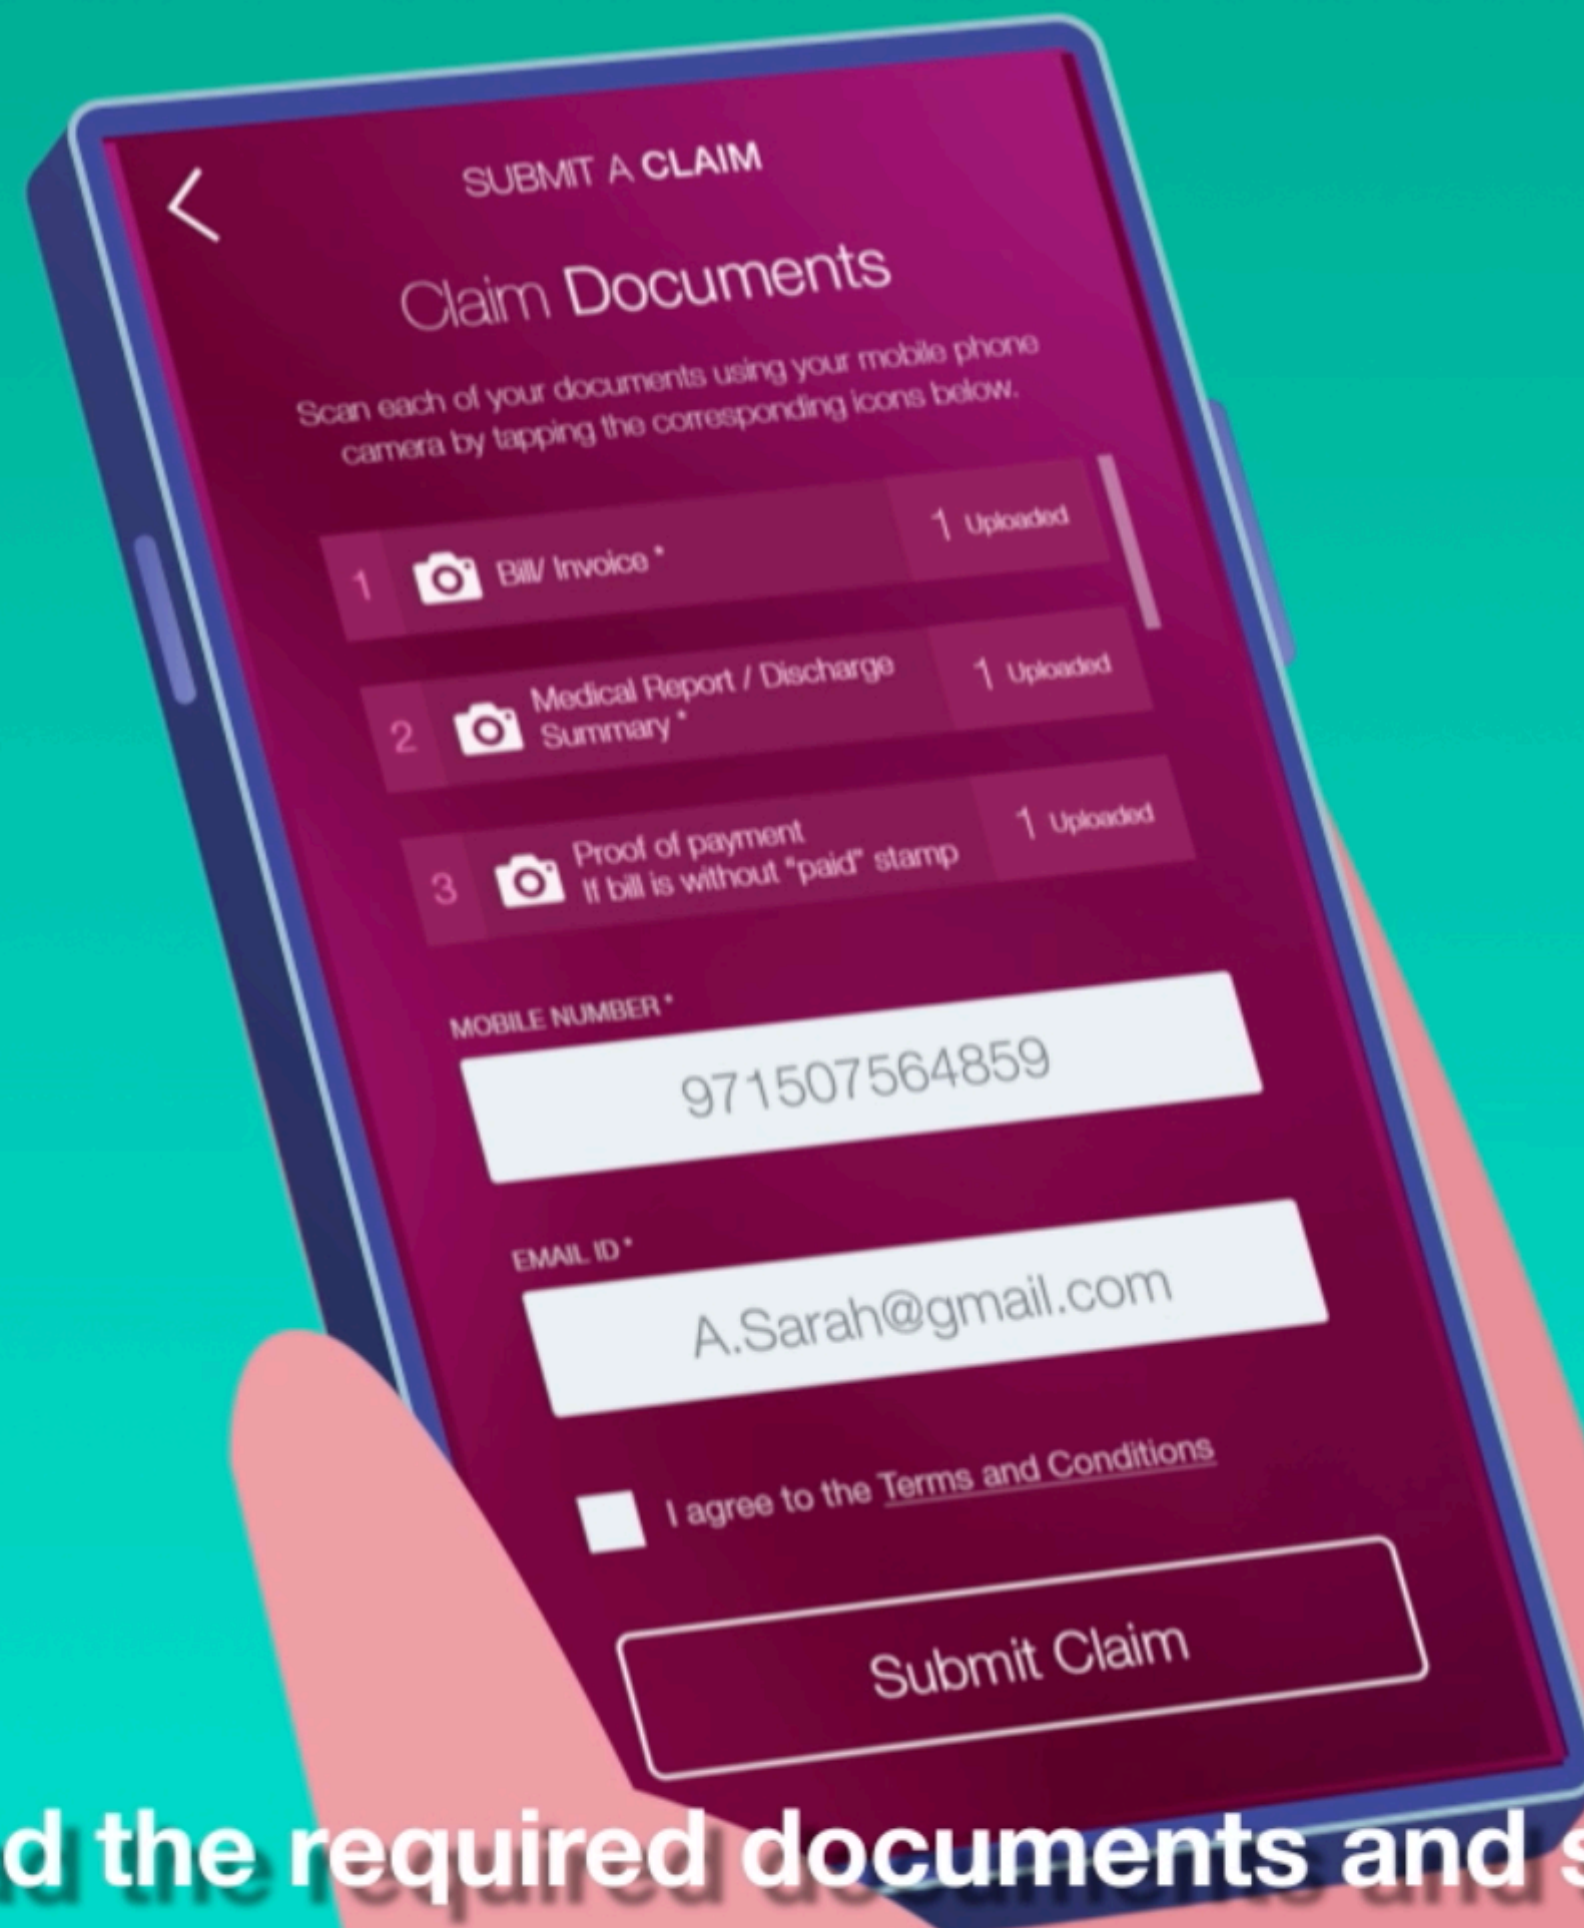 SUBMIT A CLAIM
Claim Documents
Scan each of your documents using your mobile phone
camera by tapping the corresponding icons below.
1 Bill/ Invoice * 1 Uploaded
2 Medical Report / Discharge
Summary * 1 Uploaded
3 Proof of payment
If bill is without "paid" stamp 1 Uploaded
MOBILE NUMBER *
971507564859
EMAIL ID *
A.Sarah@gmail.com
I agree to the Terms and Conditions
Submit Claim
d the required documents and s